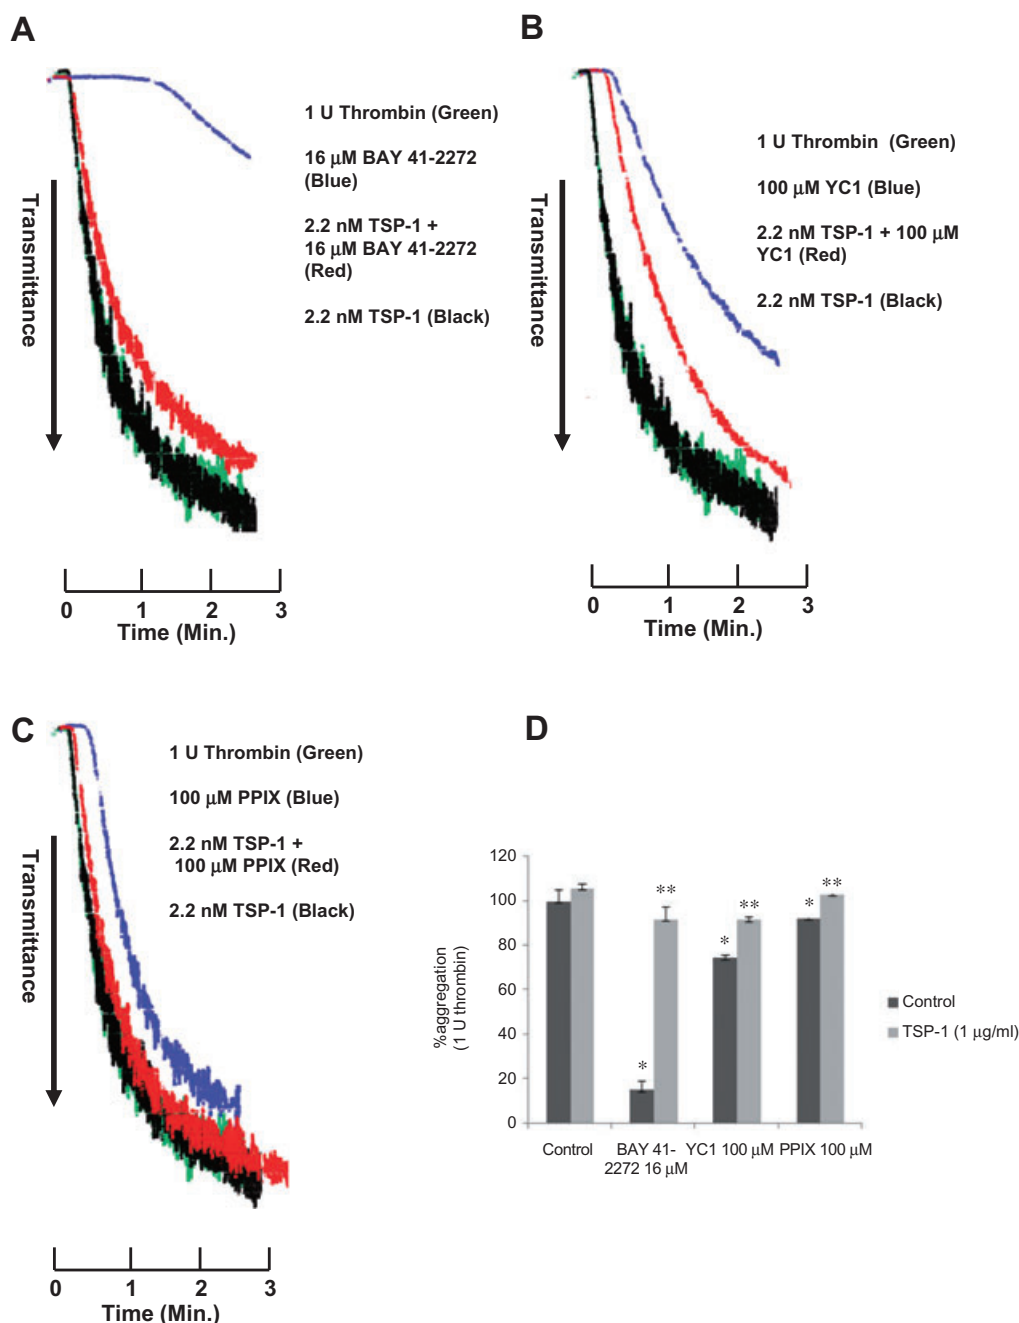 A
1 U Thrombin (Green)
16 µM BAY 41-2272
(Blue)
2.2 nM TSP-1 +
16 µM BAY 41-2272
(Red)
2.2 nM TSP-1 (Black)
Transmittance
0 1 2 3
Time (Min.)
B
1 U Thrombin (Green)
100 µM YC1 (Blue)
2.2 nM TSP-1 + 100 µM
YC1 (Red)
2.2 nM TSP-1 (Black)
Transmittance
0 1 2 3
Time (Min.)
C
1 U Thrombin (Green)
100 µM PPIX (Blue)
2.2 nM TSP-1 +
100 µM PPIX (Red)
2.2 nM TSP-1 (Black)
Transmittance
0 1 2 3
Time (Min.)
D
%aggregation
(1 U thrombin)
120
100
80
60
40
20
0
*
**
*
**
*
**
Control
BAY 41-
2272 16 µM
YC1 100 µM
PPIX 100 µM
Control
TSP-1 (1 µg/ml)